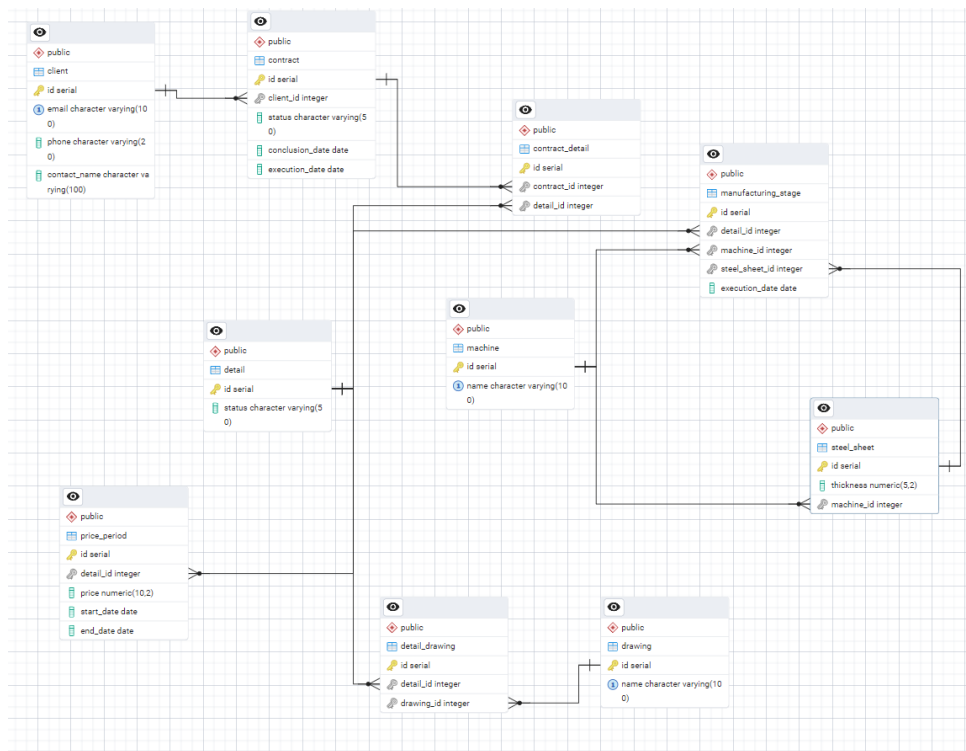 public
client
id serial
email character varying(10
0)
phone character varying(2
0)
contact_name character va
rying(100)
public
contract
id serial
client_id integer
status character varying(5
0)
conclusion_date date
execution_date date
public
contract_detail
id serial
contract_id integer
detail_id integer
public
manufacturing_stage
id serial
detail_id integer
machine_id integer
steel_sheet_id integer
execution_date date
public
detail
id serial
status character varying(5
0)
public
machine
id serial
name character varying(10
0)
public
steel_sheet
id serial
thickness numeric(5,2)
machine_id integer
public
price_period
id serial
detail_id integer
price numeric(10,2)
start_date date
end_date date
public
detail_drawing
id serial
detail_id integer
drawing_id integer
public
drawing
id serial
name character varying(10
0)